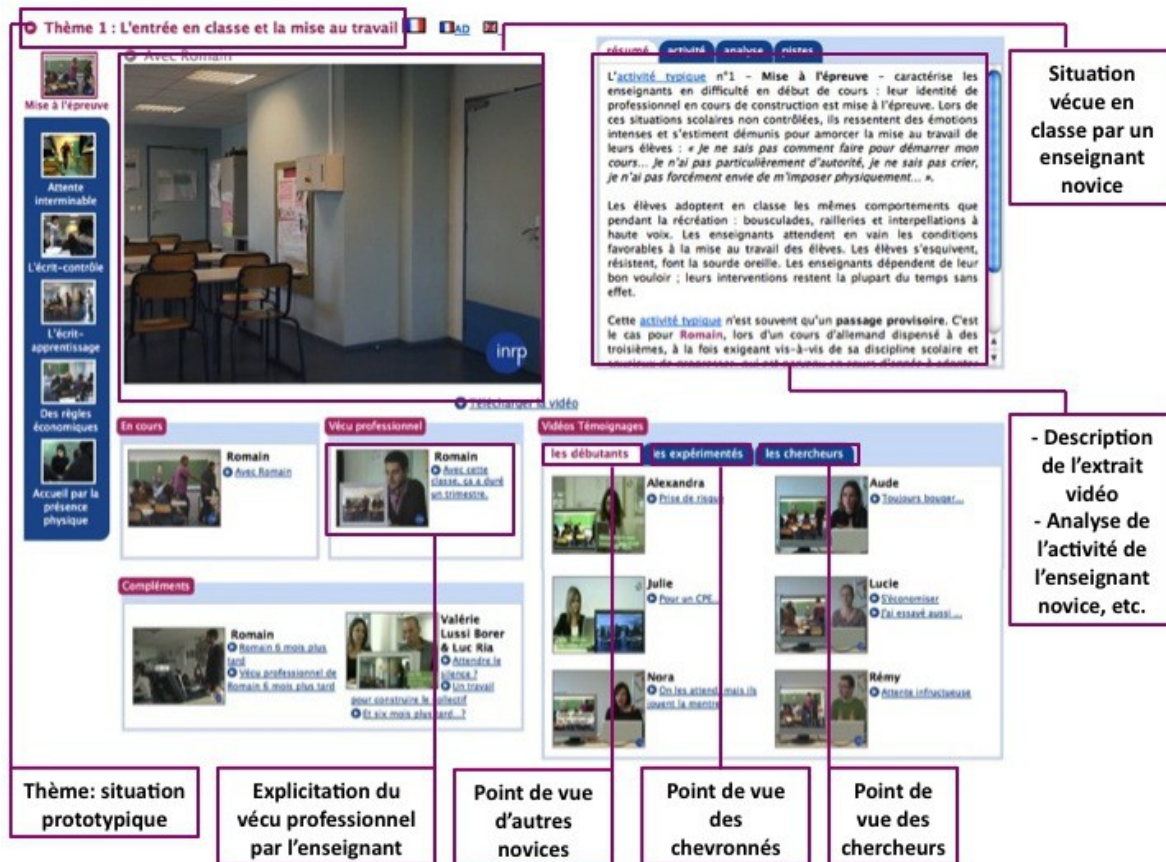 Thème 1 : L'entrée en classe et la mise au travail
AD
Avec Romain
Mise à l'épreuve
Attente
interminable
L'écrit-contrôle
L'écrit-
apprentissage
Des règles
économiques
Accueil par la
présence
physique
inrp
Télécharger la vidéo
résumé
activité
analyse
pistes
L'activité typique n°1 – Mise à l'épreuve – caractérise les
enseignants en difficulté en début de cours : leur identité de
professionnel en cours de construction est mise à l'épreuve. Lors de
ces situations scolaires non contrôlées, ils ressentent des émotions
intenses et s'estiment démunis pour amorcer la mise au travail de
leurs élèves : « Je ne sais pas comment faire pour démarrer mon
cours... Je n'ai pas particulièrement d'autorité, je ne sais pas crier,
je n'ai pas forcément envie de m'imposer physiquement... ».
Les élèves adoptent en classe les mêmes comportements que
pendant la récréation : bousculades, railleries et interpellations à
haute voix. Les enseignants attendent en vain les conditions
favorables à la mise au travail des élèves. Les élèves s'esquivent,
résistent, font la sourde oreille. Les enseignants dépendent de leur
bon vouloir ; leurs interventions restent la plupart du temps sans
effet.
Cette activité typique n'est souvent qu'un passage provisoire. C'est
le cas pour Romain, lors d'un cours d'allemand dispensé à des
troisièmes, à la fois exigeant vis-à-vis de sa discipline scolaire et
Situation
vécue en
classe par un
enseignant
novice
- Description
de l'extrait
vidéo
- Analyse de
l'activité de
l'enseignant
novice, etc.
En cours
Romain
Avec Romain
Vécu professionnel
Romain
Avec cette
classe, ça a duré
un trimestre.
Compléments
Romain
Romain 6 mois plus
tard
Vécu professionnel de
Romain 6 mois plus tard
Valérie
Lussi Borer
& Luc Ria
Attendre le
silence ?
Un travail
pour construire le collectif
Et six mois plus tard...?
Vidéos Témoignages
les débutants
les expérimentés
les chercheurs
Alexandra
Prise de risque
Aude
Toujours bouger...
Julie
Pour un CPE...
Lucie
S'économiser
J'ai essayé aussi ...
Nora
On les attend, mais ils
jouent la montre
Rémy
Attente infructueuse
Thème: situation
prototypique
Explicitation du
vécu professionnel
par l'enseignant
Point de vue
d'autres
novices
Point de vue
des
chevronnés
Point de
vue des
chercheurs